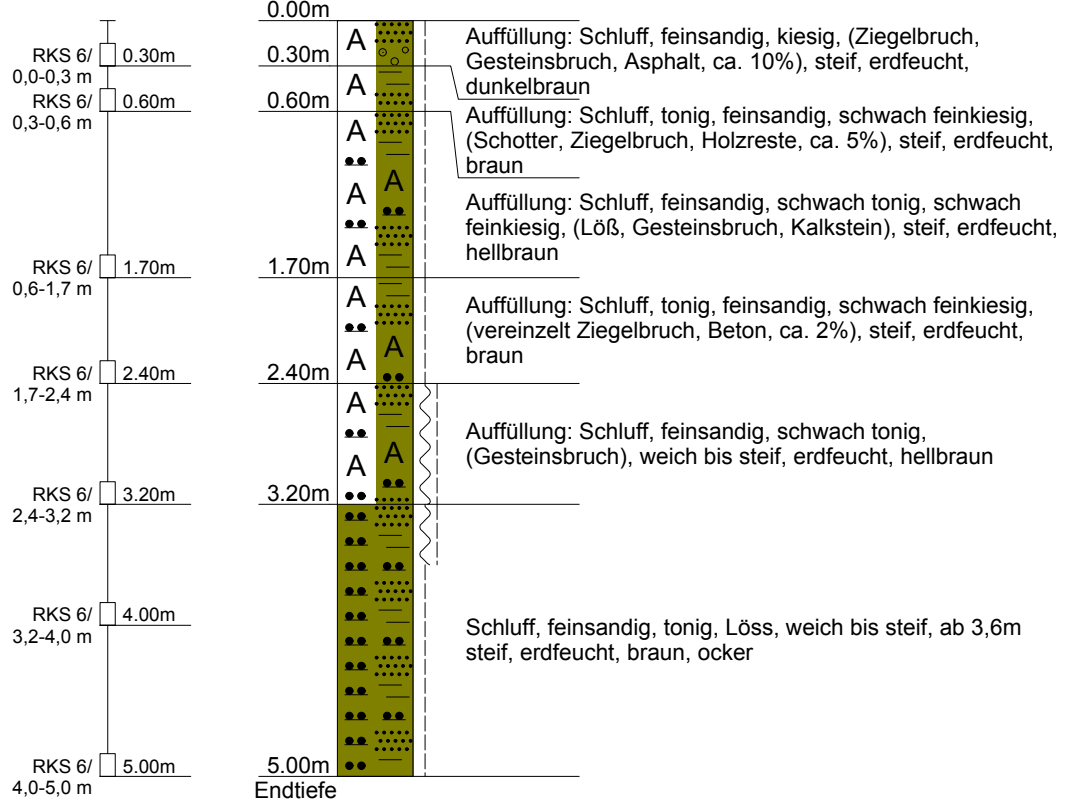 0.00m
RKS 6/
0,0-0,3 m
0.30m
0.30m
A
Auffüllung: Schluff, feinsandig, kiesig, (Ziegelbruch,
Gesteinsbruch, Asphalt, ca. 10%), steif, erdfeucht,
dunkelbraun
RKS 6/
0,3-0,6 m
0.60m
0.60m
A
Auffüllung: Schluff, tonig, feinsandig, schwach feinkiesig,
(Schotter, Ziegelbruch, Holzreste, ca. 5%), steif, erdfeucht,
braun
A
A
A
Auffüllung: Schluff, feinsandig, schwach tonig, schwach
feinkiesig, (Löß, Gesteinsbruch, Kalkstein), steif, erdfeucht,
hellbraun
A
RKS 6/
0,6-1,7 m
1.70m
1.70m
A
A
A
Auffüllung: Schluff, tonig, feinsandig, schwach feinkiesig,
(vereinzelt Ziegelbruch, Beton, ca. 2%), steif, erdfeucht,
braun
RKS 6/
1,7-2,4 m
2.40m
2.40m
A
A
A
Auffüllung: Schluff, feinsandig, schwach tonig,
(Gesteinsbruch), weich bis steif, erdfeucht, hellbraun
RKS 6/
2,4-3,2 m
3.20m
3.20m
RKS 6/
3,2-4,0 m
4.00m
Schluff, feinsandig, tonig, Löss, weich bis steif, ab 3,6m
steif, erdfeucht, braun, ocker
RKS 6/
4,0-5,0 m
5.00m
5.00m
Endtiefe